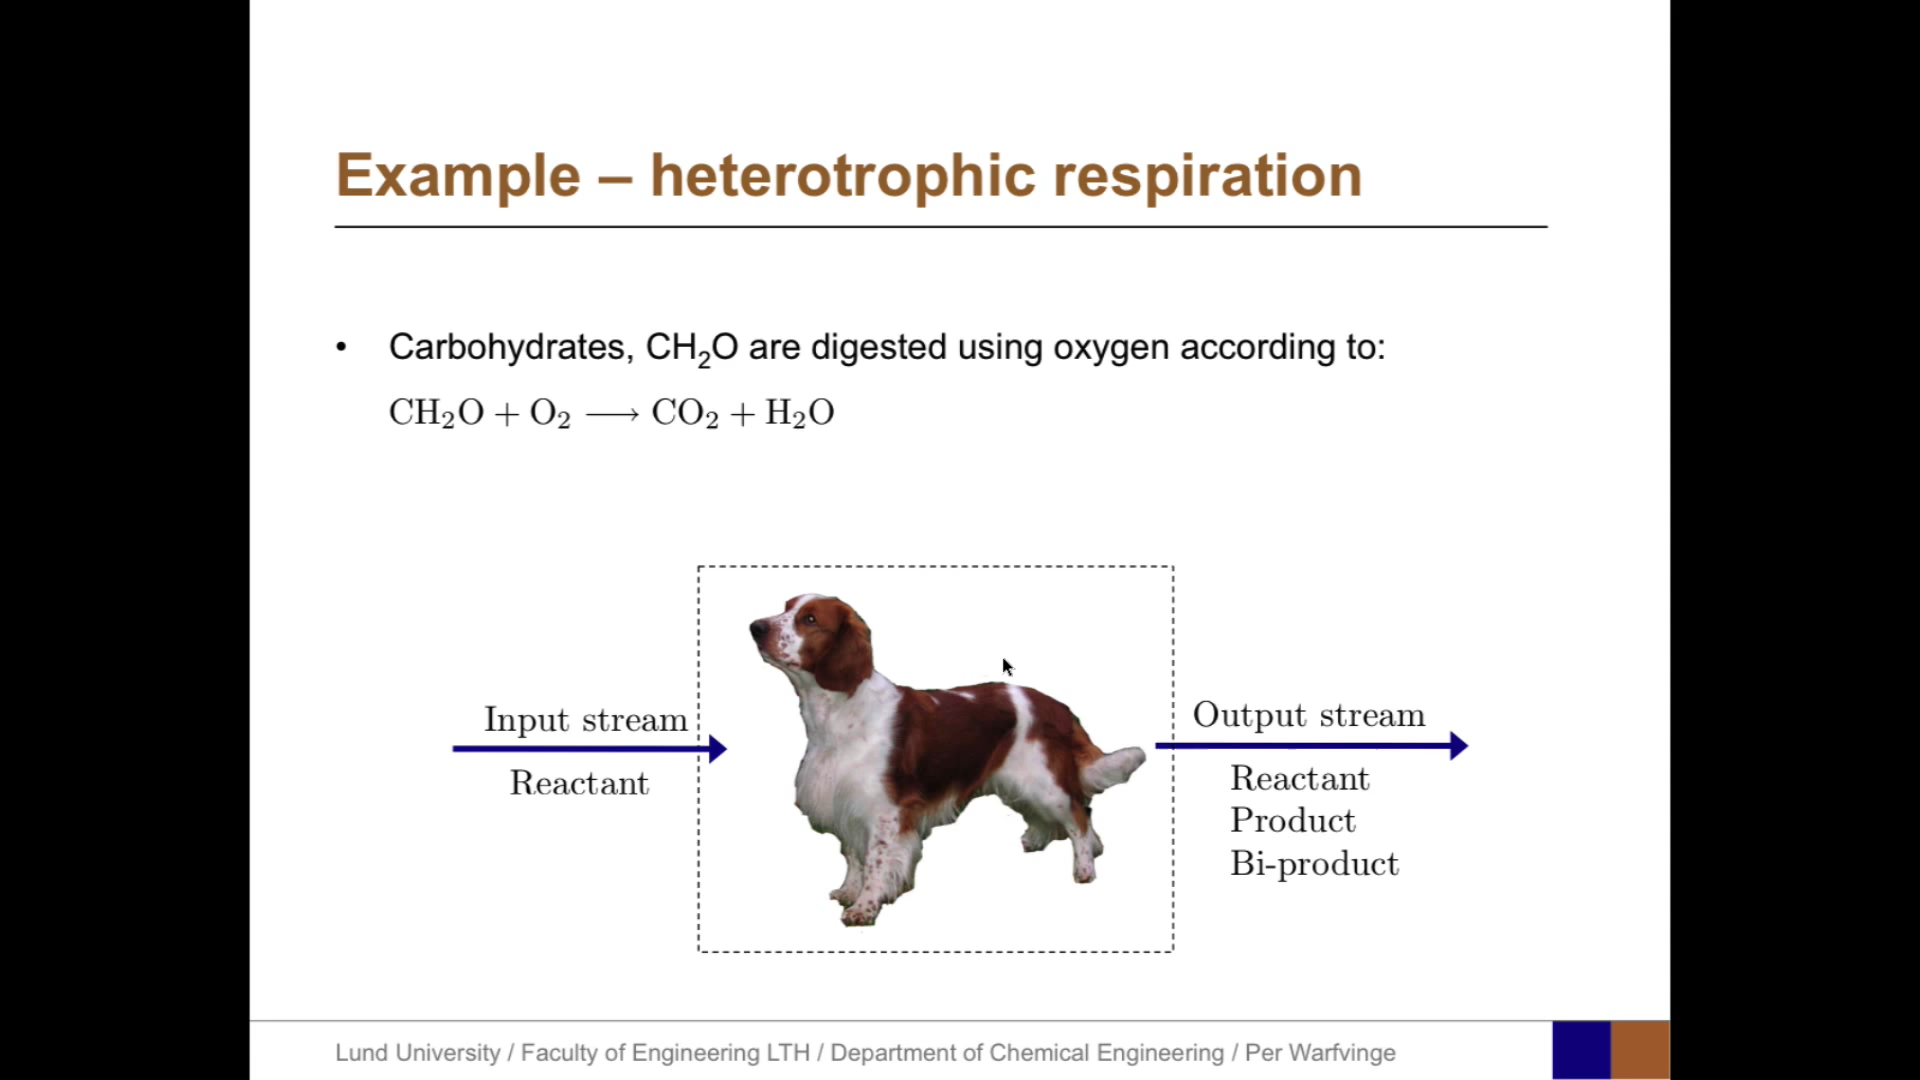 Example – heterotrophic respiration
• Carbohydrates, CH₂O are digested using oxygen according to:
CH₂O + O₂ ⟶ CO₂ + H₂O
Input stream
Reactant
Output stream
Reactant
Product
Bi-product
Lund University / Faculty of Engineering LTH / Department of Chemical Engineering / Per Warfvinge